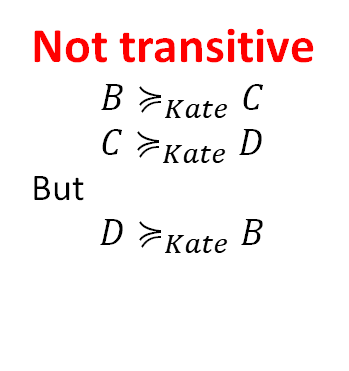 Not transitive
B ≽Kate C
C ≽Kate D
But
D ≽Kate B